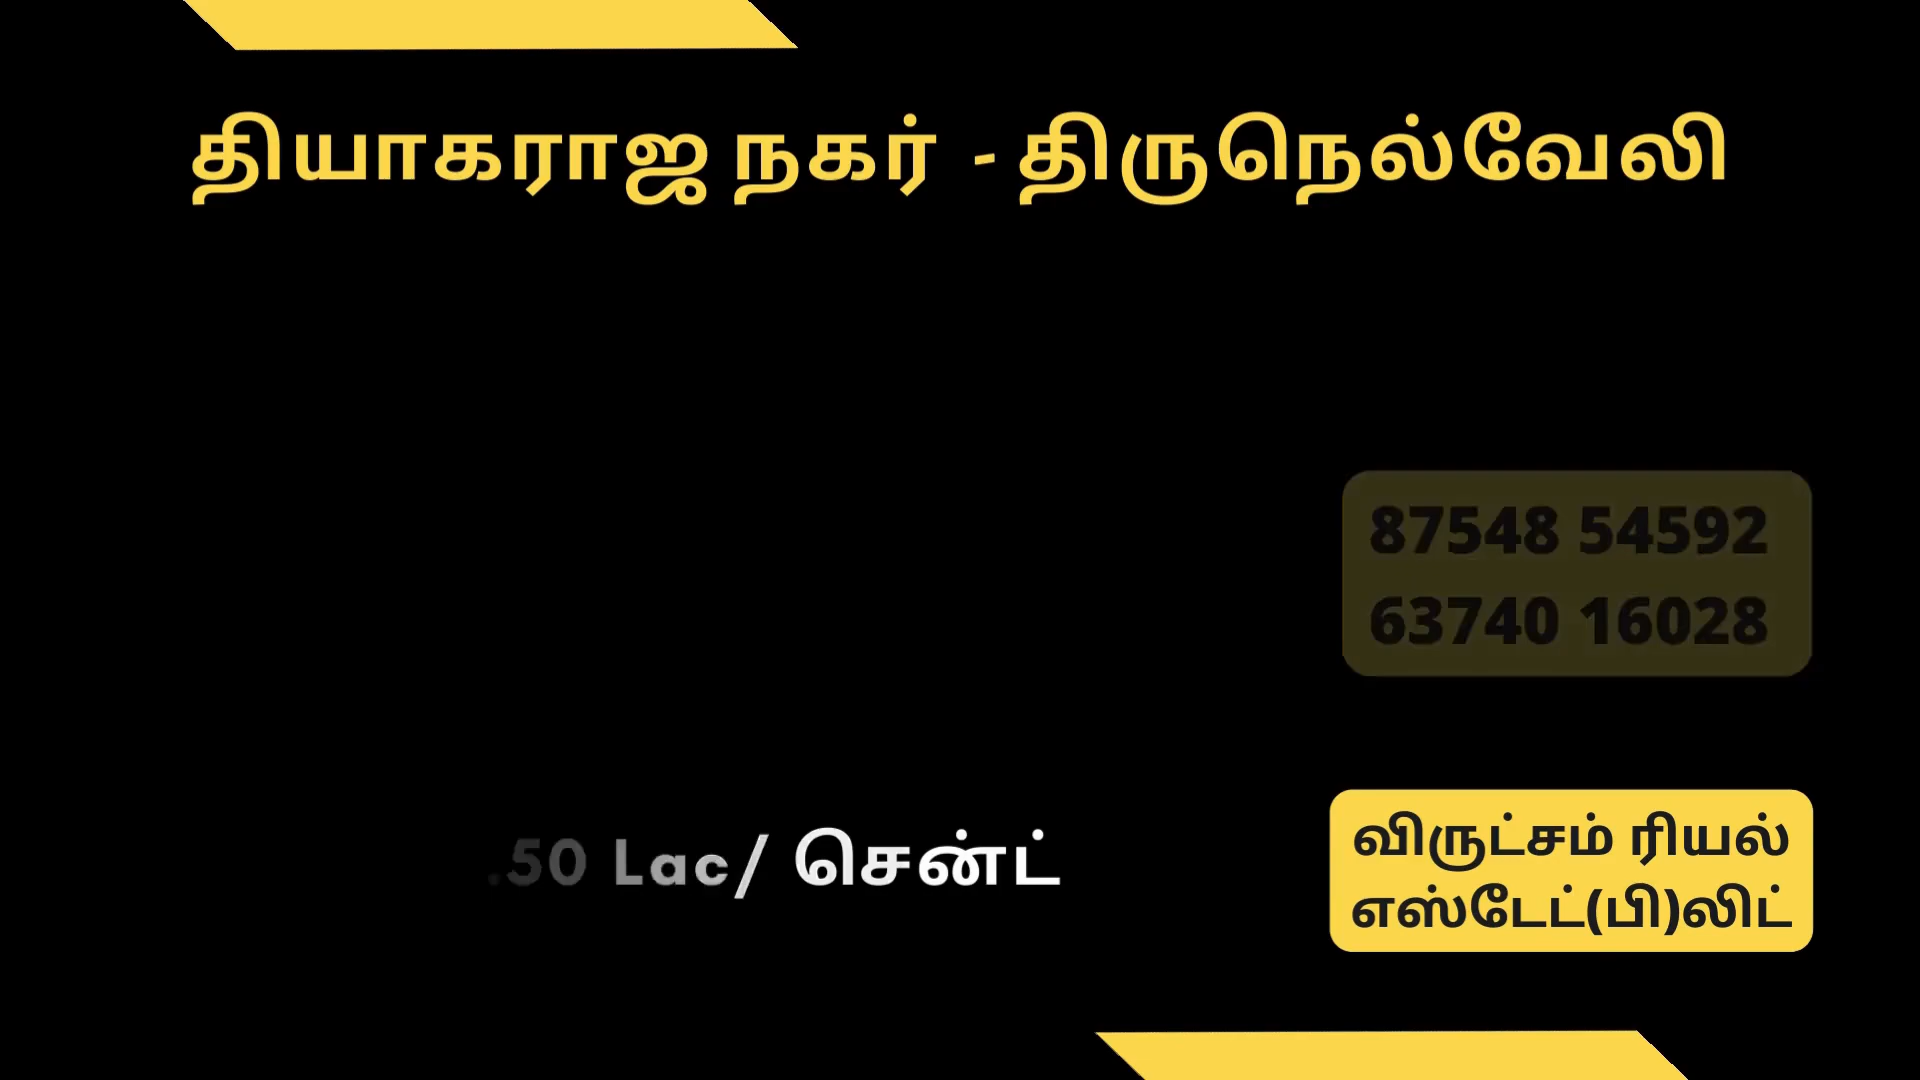 தியாகராஜ நகர் - திருநெல்வேலி
87548 54592
63740 16028
.50 Lac/ சென்ட்
விருட்சம் ரியல்
எஸ்டேட்(பி)லிட்